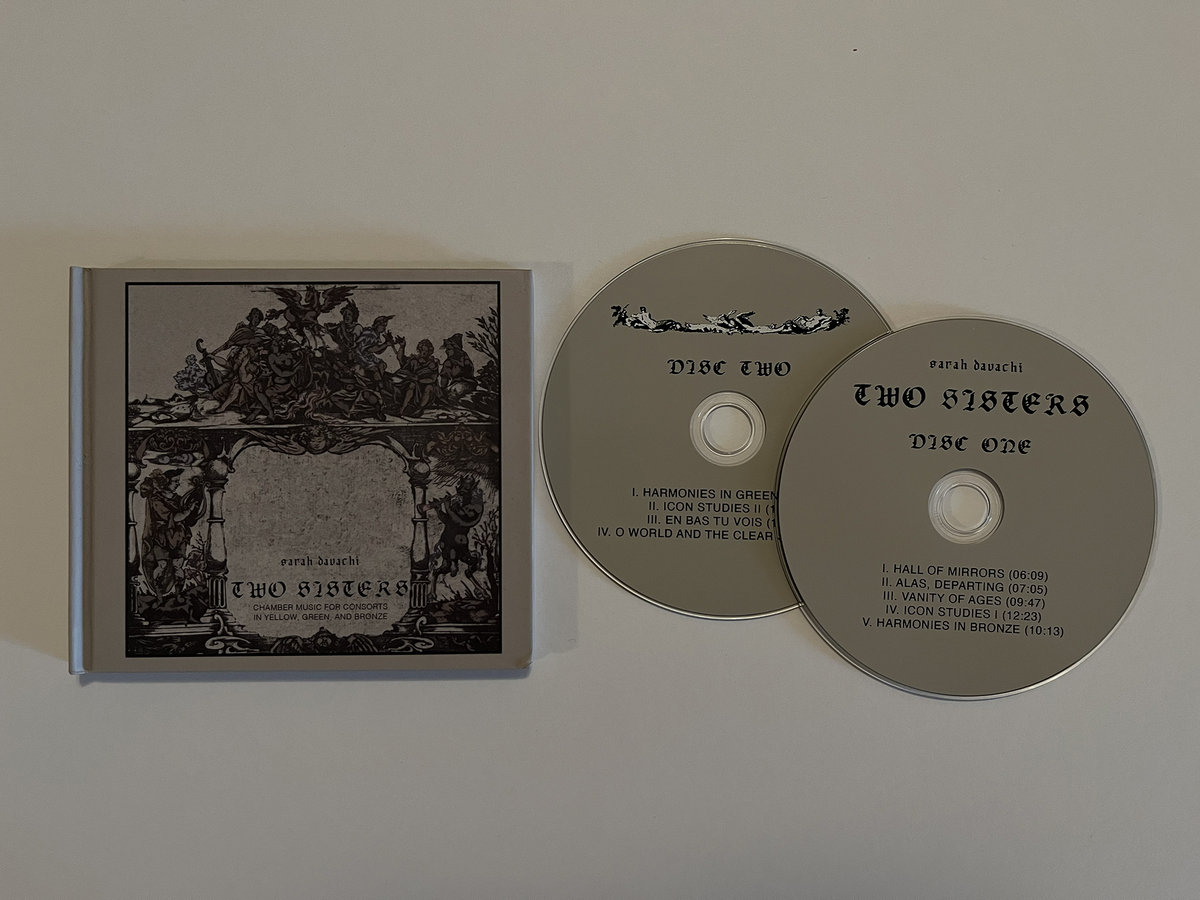 sarah davachi
TWO SISTERS
CHAMBER MUSIC FOR CONSORTS
IN YELLOW, GREEN, AND BRONZE
DISC TWO
I. HARMONIES IN GREEN
II. ICON STUDIES II
III. EN BAS TU VOIS
IV. O WORLD AND THE CLEAR
sarah davachi
TWO SISTERS
DISC ONE
I. HALL OF MIRRORS (06:09)
II. ALAS, DEPARTING (07:05)
III. VANITY OF AGES (09:47)
IV. ICON STUDIES I (12:23)
V. HARMONIES IN BRONZE (10:13)